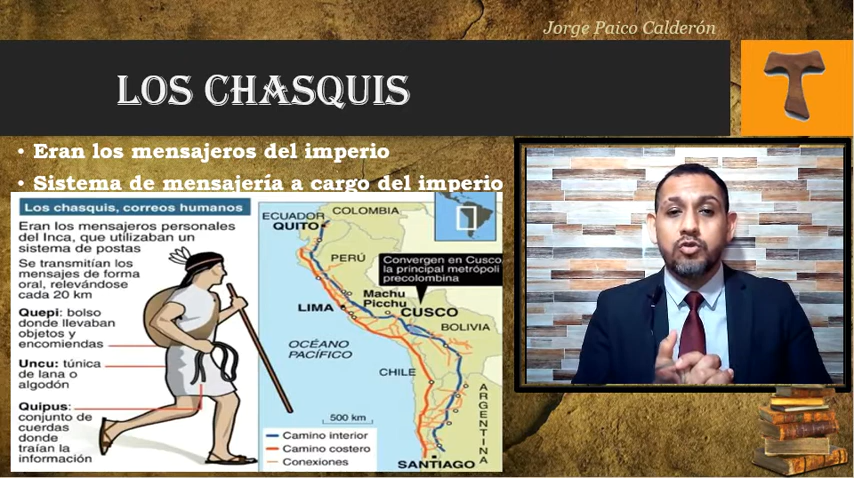 Jorge Paico Calderón
LOS CHASQUIS
• Eran los mensajeros del imperio
• Sistema de mensajería a cargo del imperio
Los chasquis, correos humanos
Eran los mensajeros personales
del Inca, que utilizaban un
sistema de postas
Se transmitían los
mensajes de forma
oral, relevándose
cada 20 km
Quepi: bolso
donde llevaban
objetos y
encomiendas
Uncu: túnica
de lana o
algodón
Quipus:
conjunto de
cuerdas
donde
traían la
información
ECUADOR
COLOMBIA
QUITO
PERÚ
Convergen en Cusco,
la principal metrópoli
precolombina
Machu
Picchu
LIMA
CUSCO
BOLIVIA
OCÉANO
PACÍFICO
CHILE
ARGENTINA
500 km
Camino interior
Camino costero
Conexiones
SANTIAGO